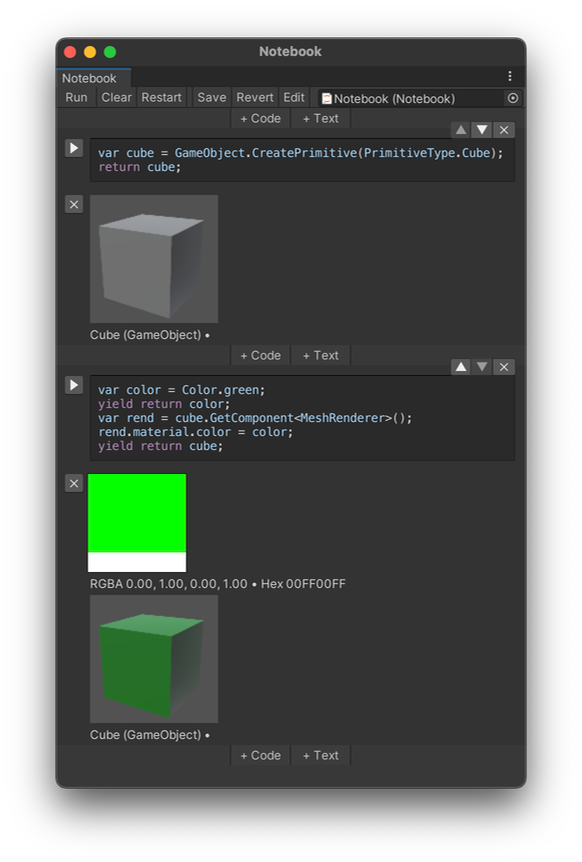 Notebook
Notebook
Run Clear Restart Save Revert Edit Notebook (Notebook)
+ Code + Text
var cube = GameObject.CreatePrimitive(PrimitiveType.Cube);
return cube;
Cube (GameObject) •
+ Code + Text
var color = Color.green;
yield return color;
var rend = cube.GetComponent<MeshRenderer>();
rend.material.color = color;
yield return cube;
RGBA 0.00, 1.00, 0.00, 1.00 • Hex 00FF00FF
Cube (GameObject) •
+ Code + Text